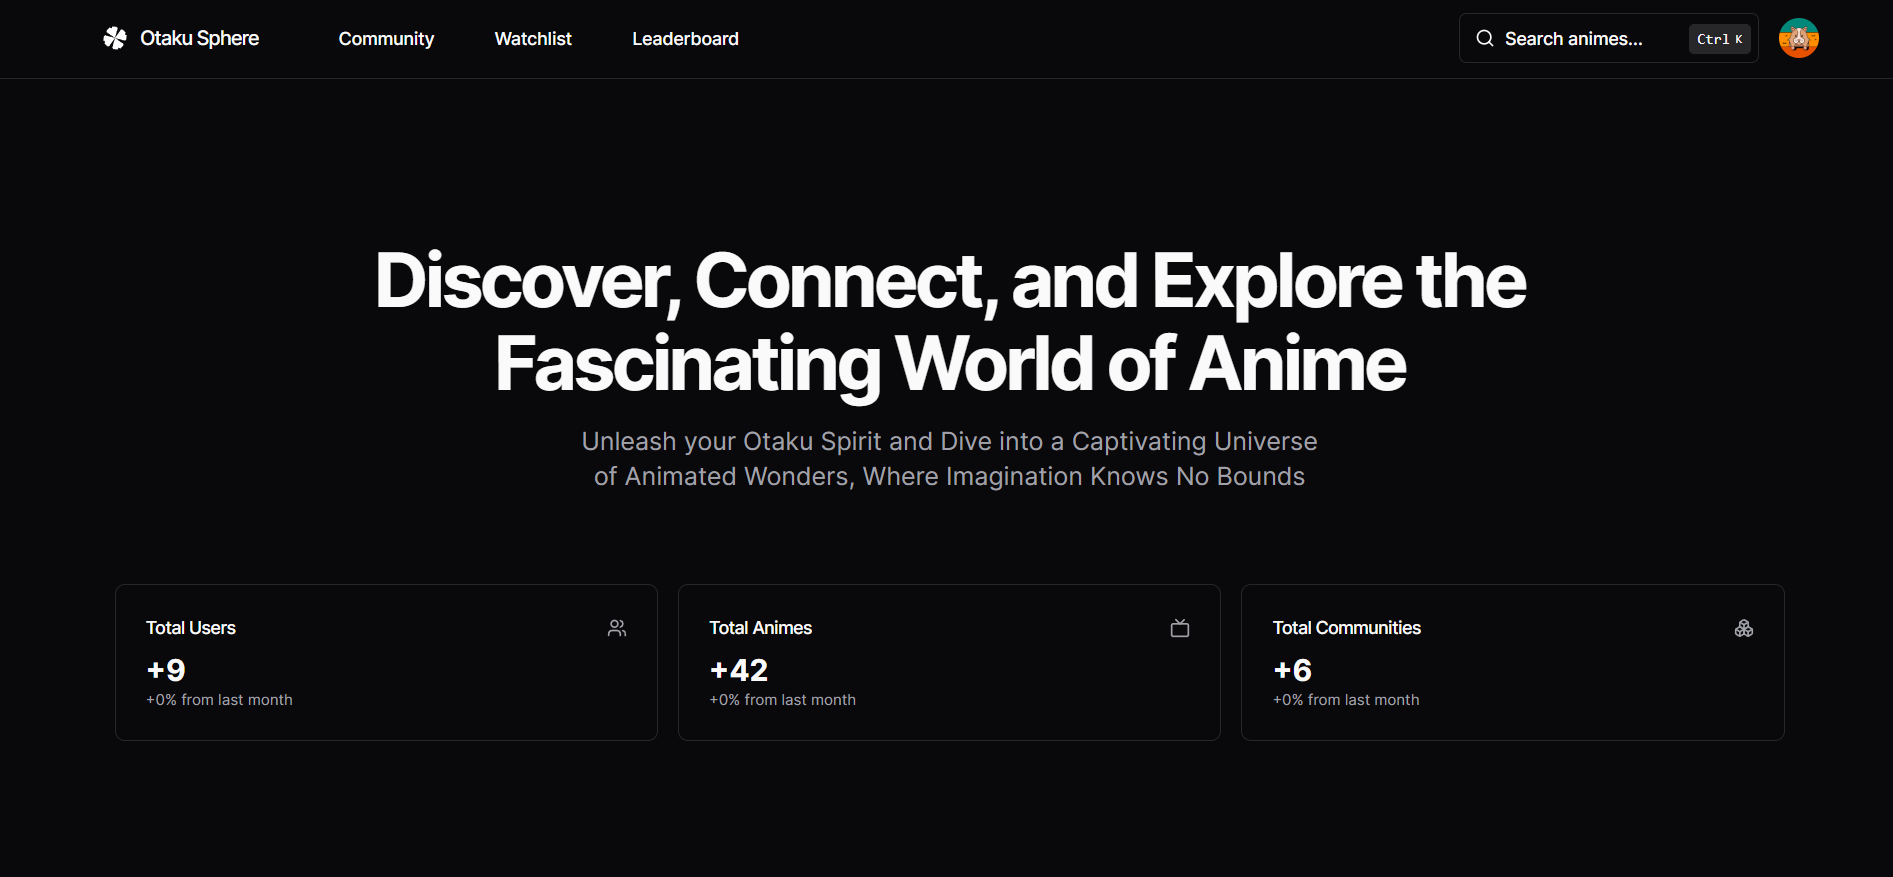 Otaku Sphere
Community
Watchlist
Leaderboard
Search animes...
Ctrl K
Discover, Connect, and Explore the
Fascinating World of Anime
Unleash your Otaku Spirit and Dive into a Captivating Universe
of Animated Wonders, Where Imagination Knows No Bounds
Total Users
+9
+0% from last month
Total Animes
+42
+0% from last month
Total Communities
+6
+0% from last month